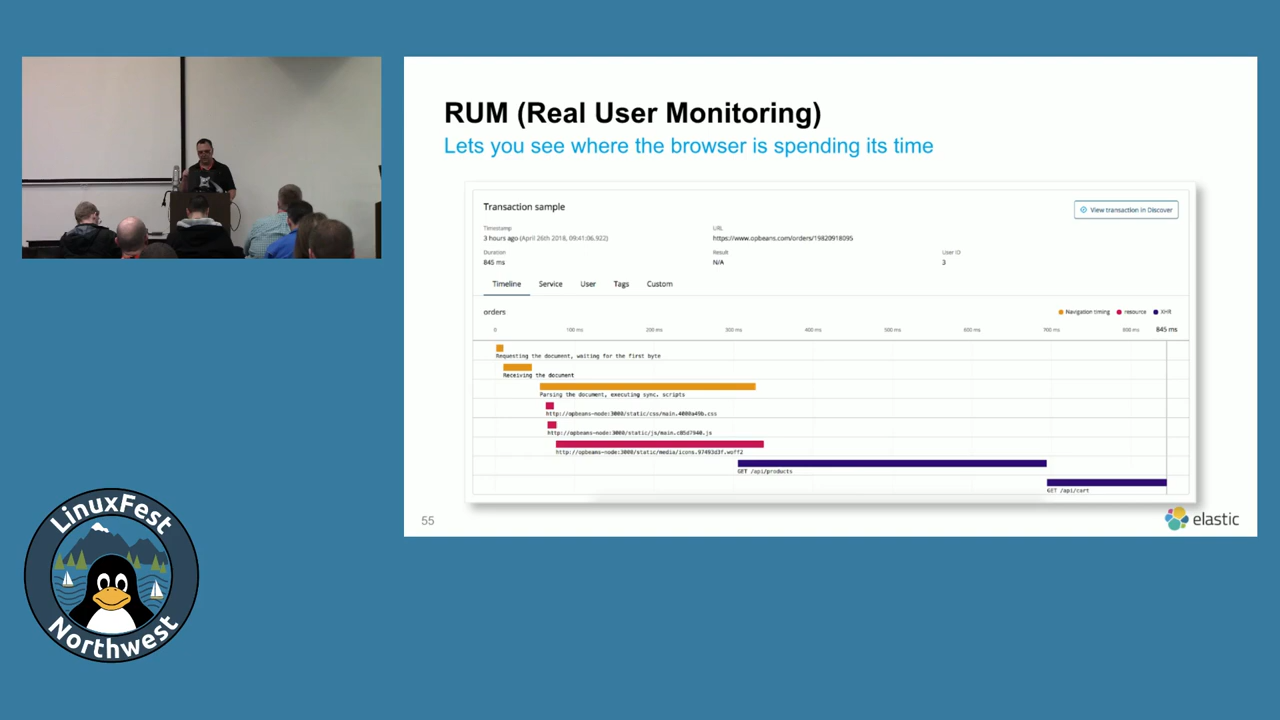 RUM (Real User Monitoring)
Lets you see where the browser is spending its time
Transaction sample
View transaction in Discover
Timestamp
URL
3 hours ago (April 26th 2018, 09:41:06.922)
https://www.opbeans.com/orders/19820918095
Duration
Result
User ID
845 ms
N/A
3
Timeline Service User Tags Custom
orders
Navigation timing resource XHR
0 100 ms 200 ms 300 ms 400 ms 500 ms 600 ms 700 ms 800 ms 845 ms
Requesting the document, waiting for the first byte
Receiving the document
Parsing the document, executing sync. scripts
http://opbeans-node:3000/static/css/main.4080a49b.css
http://opbeans-node:3000/static/js/main.c85d7940.js
http://opbeans-node:3000/static/media/icons.97493d3f.woff2
GET /api/products
GET /api/cart
55
elastic
LinuxFest
Northwest